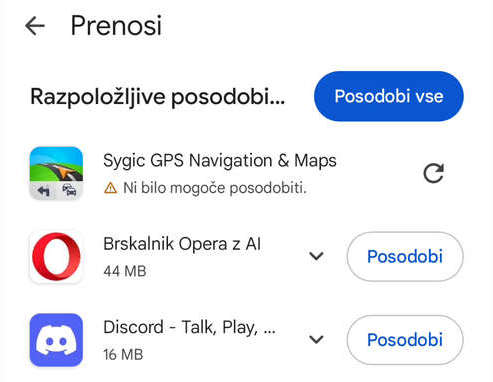 Prenosi
Razpoložljive posodobi...
Posodobi vse
Sygic GPS Navigation & Maps
Ni bilo mogoče posodobiti.
Brskalnik Opera z AI
44 MB
Posodobi
Discord - Talk, Play, ...
16 MB
Posodobi